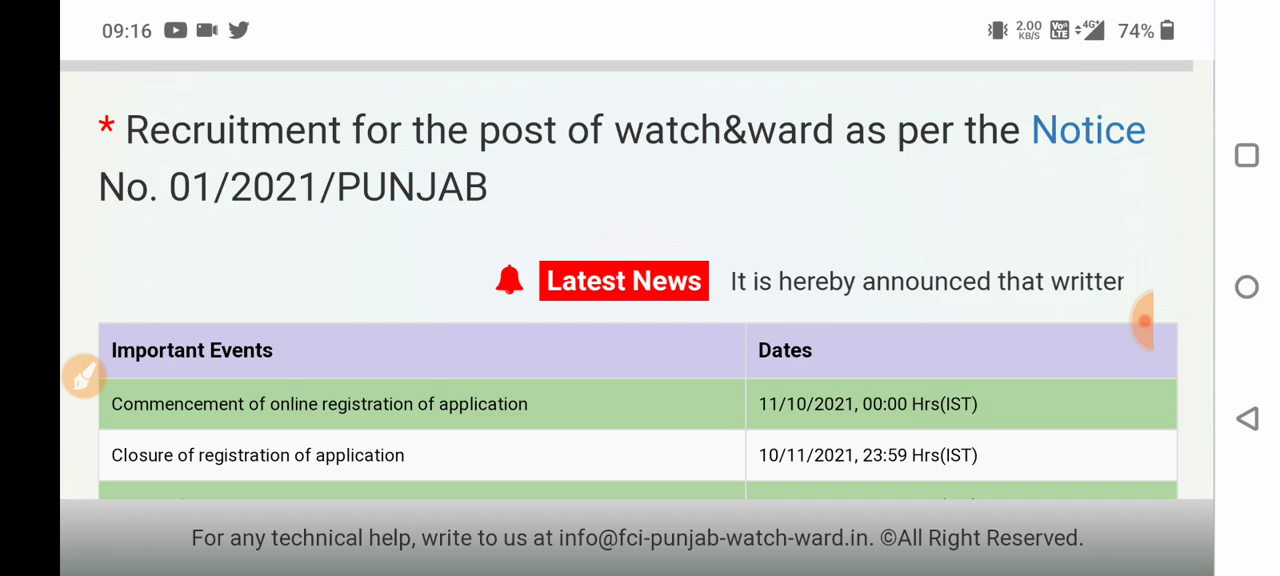 09:16 2.00 KB/S VoI LTE 4G+ 74%
* Recruitment for the post of watch&ward as per the Notice
No. 01/2021/PUNJAB
Latest News It is hereby announced that writter
Important Events Dates
Commencement of online registration of application 11/10/2021, 00:00 Hrs(IST)
Closure of registration of application 10/11/2021, 23:59 Hrs(IST)
For any technical help, write to us at info@fci-punjab-watch-ward.in. ©All Right Reserved.